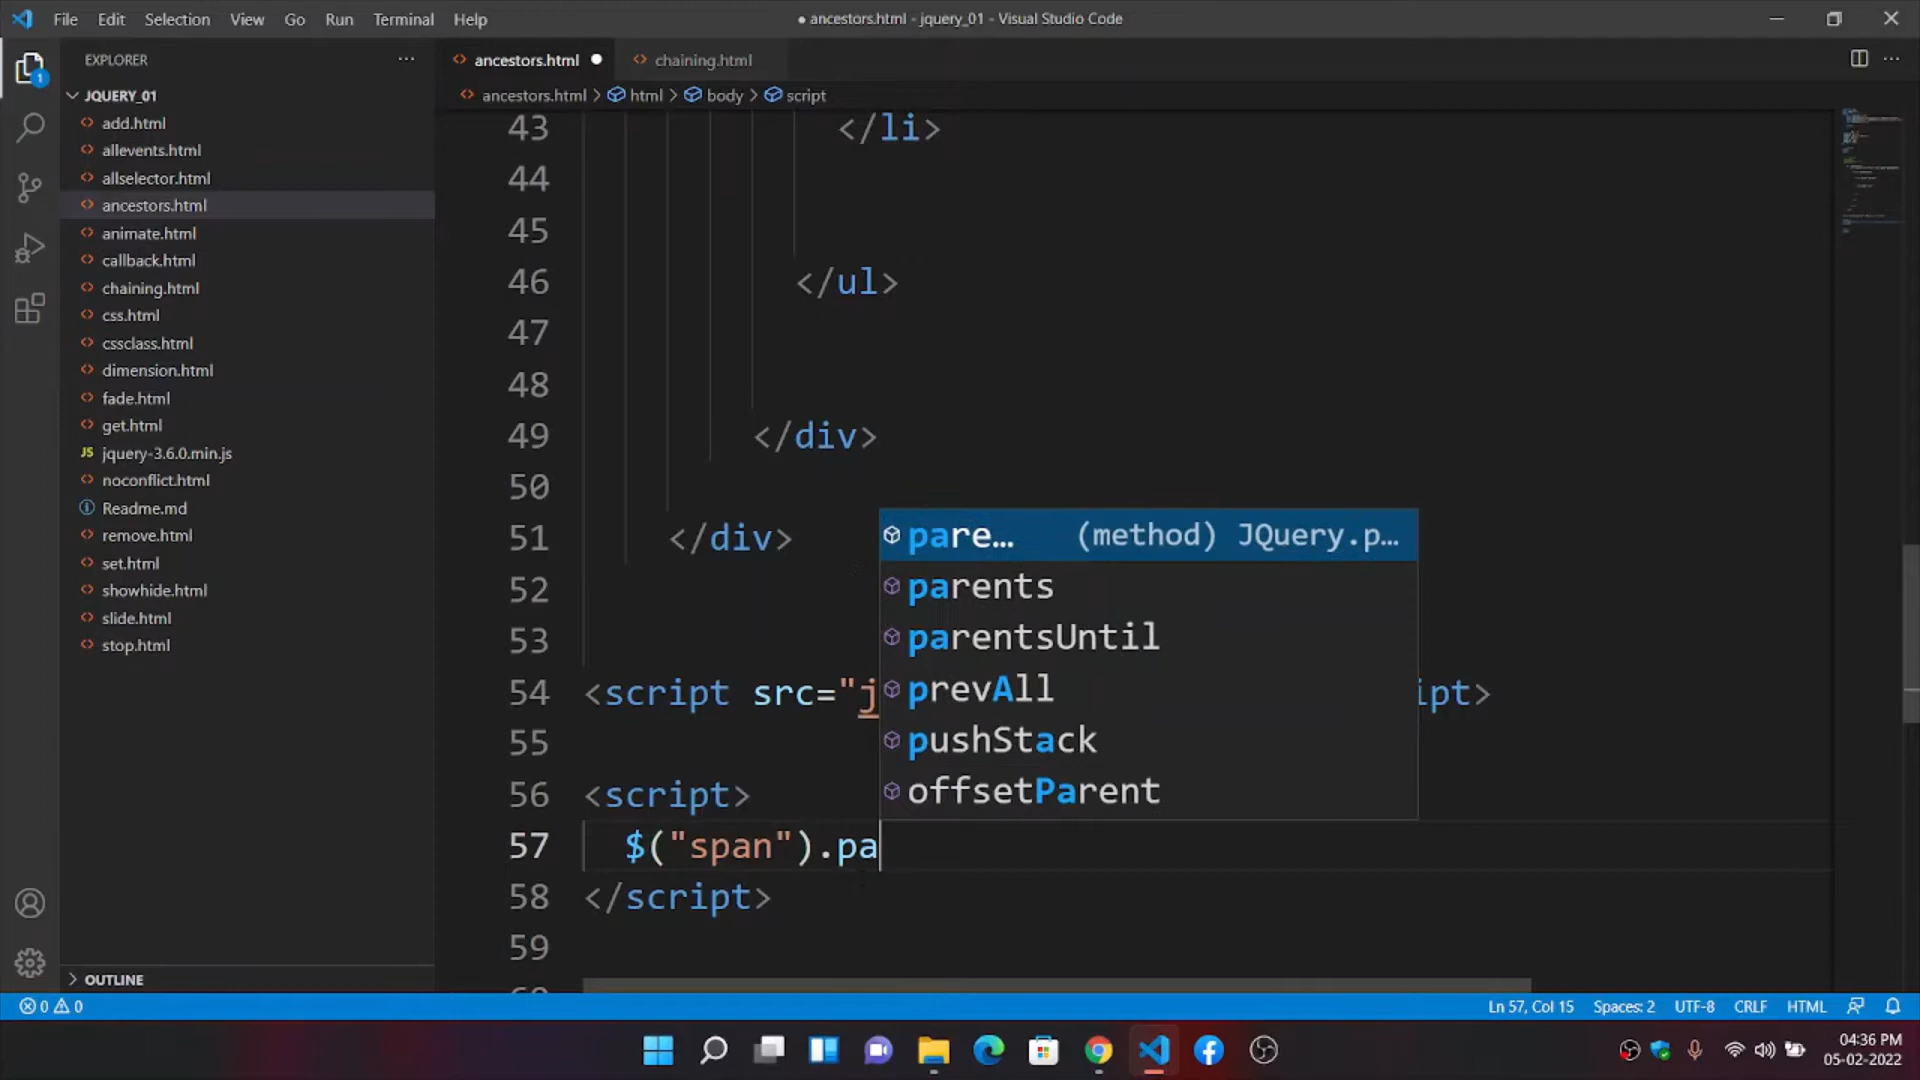 File Edit Selection View Go Run Terminal Help
● ancestors.html - jquery_01 - Visual Studio Code
EXPLORER
ancestors.html
chaining.html
1
JQUERY_01
ancestors.html > html > body > script
add.html
allevents.html
allselector.html
ancestors.html
animate.html
callback.html
chaining.html
css.html
cssclass.html
dimension.html
fade.html
get.html
JS jquery-3.6.0.min.js
noconflict.html
Readme.md
remove.html
set.html
showhide.html
slide.html
stop.html
OUTLINE
43 </li>
44
45
46 </ul>
47
48
49 </div>
50
51 </div>
52
53
54 <script src="j ipt>
55
56 <script>
57 $("span").pa
58 </script>
59
pare… (method) JQuery.p…
parents
parentsUntil
prevAll
pushStack
offsetParent
0 0
Ln 57, Col 15 Spaces: 2 UTF-8 CRLF HTML
04:36 PM
05-02-2022